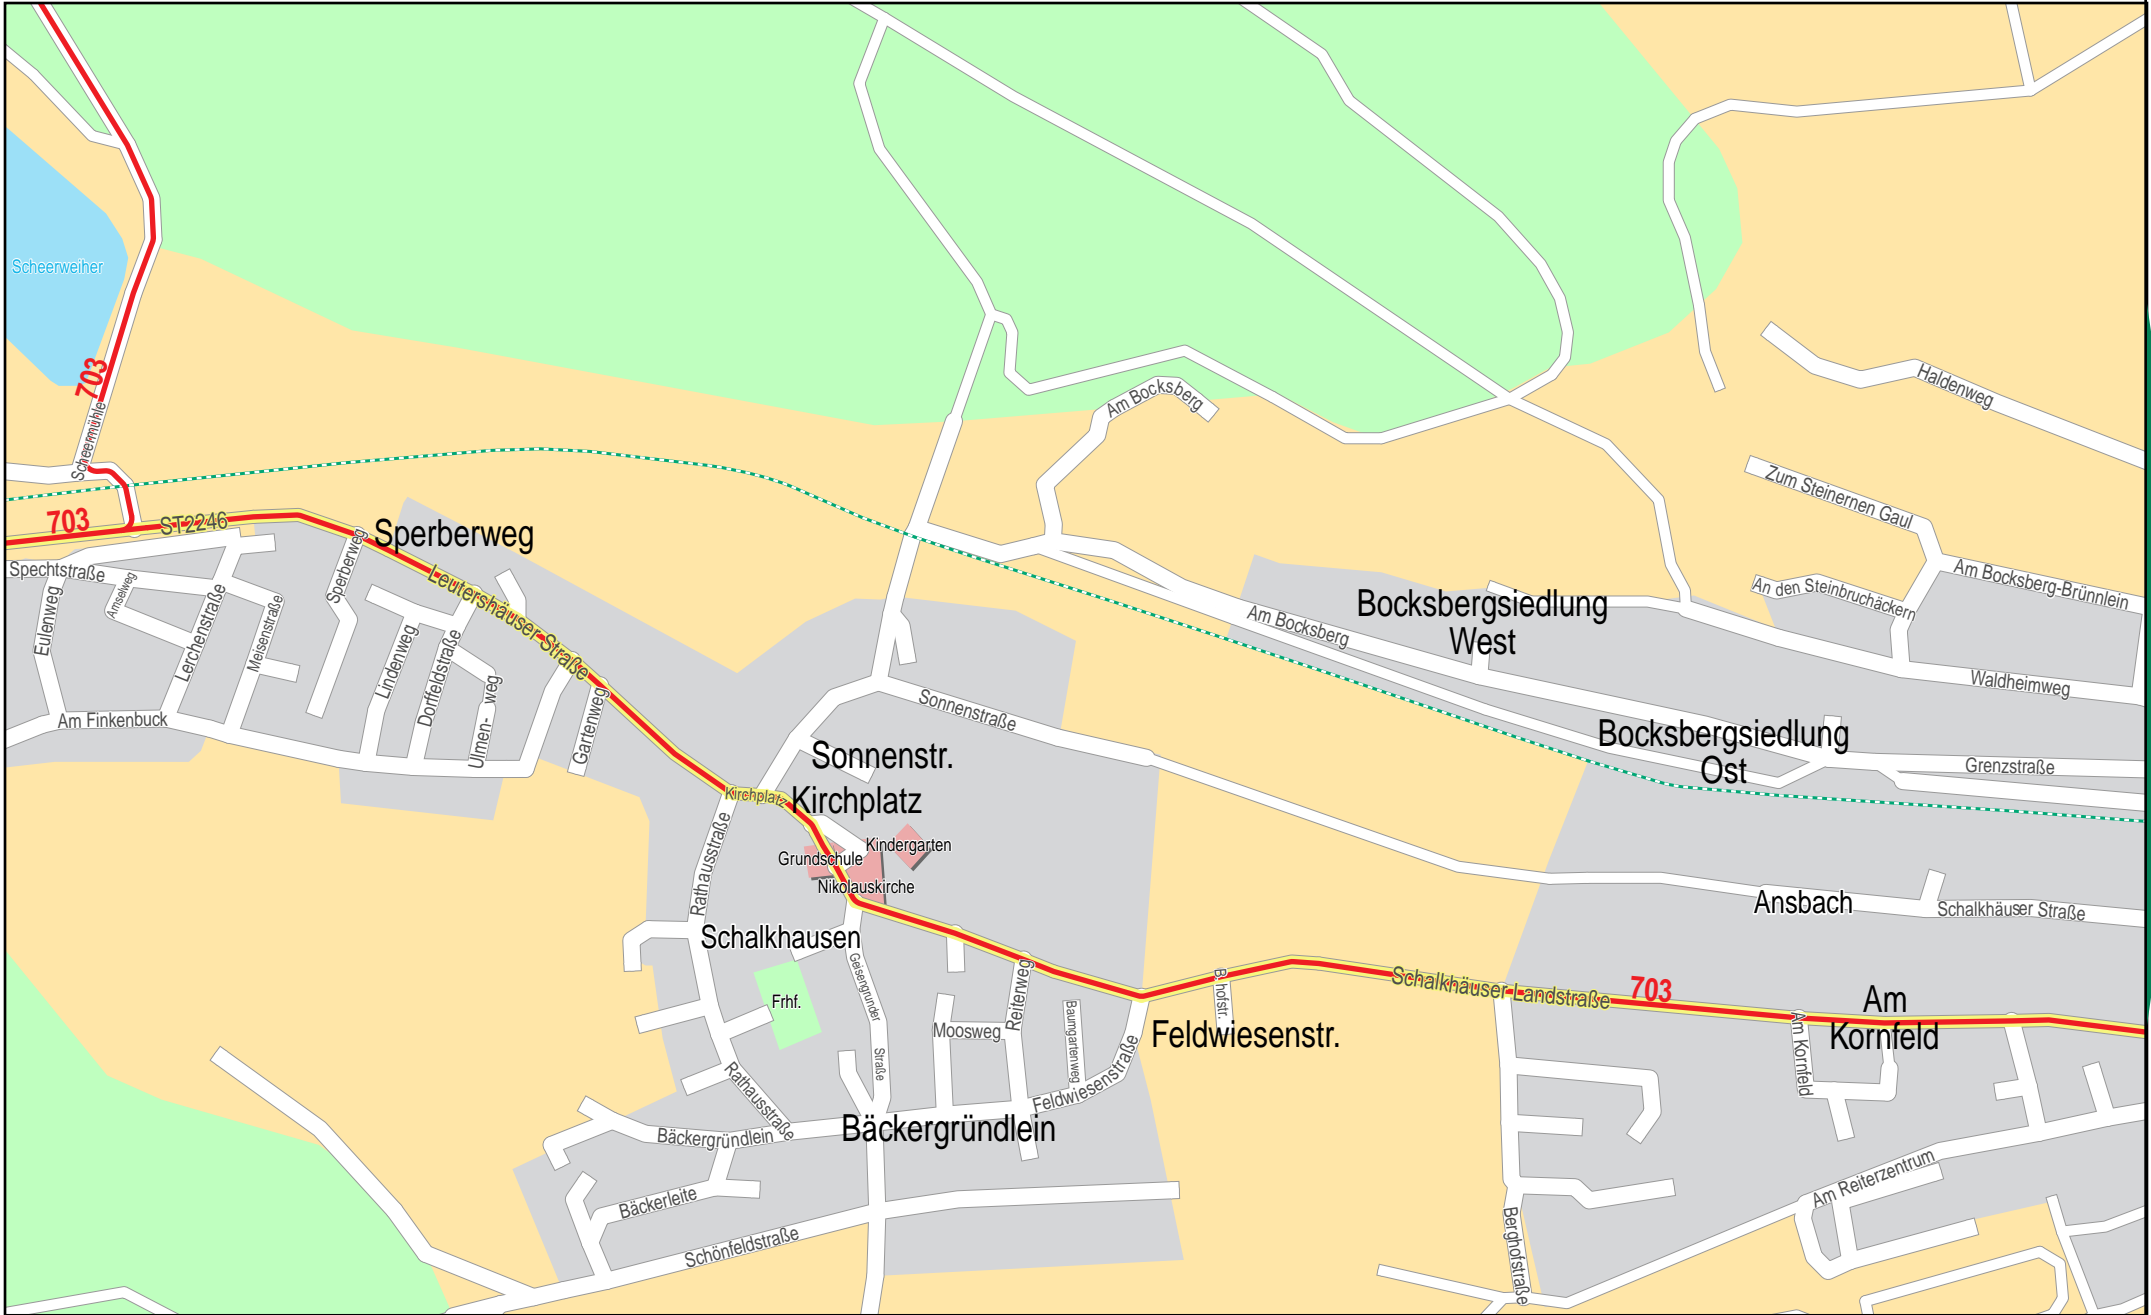 Scheerweiher
703
Scheermühle
703
ST2246
Sperberweg
Leutershäuser Straße
Spechtstraße
Amselweg
Eulenweg
Lerchenstraße
Meisenstraße
Sperberweg
Lindenweg
Dorffeldstraße
Ulmen-
weg
Gartenweg
Am Finkenbuck
Am Bocksberg
Haldenweg
Zum Steinernen Gaul
Am Bocksberg-Brünnlein
An den Steinbruchäckern
Bocksbergsiedlung
West
Am Bocksberg
Waldheimweg
Sonnenstraße
Bocksbergsiedlung
Ost
Grenzstraße
Sonnenstr.
Kirchplatz
Kirchplatz
Grundschule
Kindergarten
Nikolauskirche
Rathausstraße
Ansbach
Schalkhäuser Straße
Schalkhausen
Geisengrunder
Straße
Frhf.
Reiterweg
Moosweg
Baumgartenweg
Feldwiesenstraße
Feldwiesenstr.
hofstr.
Schalkhäuser Landstraße
703
Am
Kornfeld
Am Kornfeld
Rathausstraße
Bäckergründlein
Bäckergründlein
Bäckerleite
Schönfeldstraße
Am Reiterzentrum
Berghofstraße